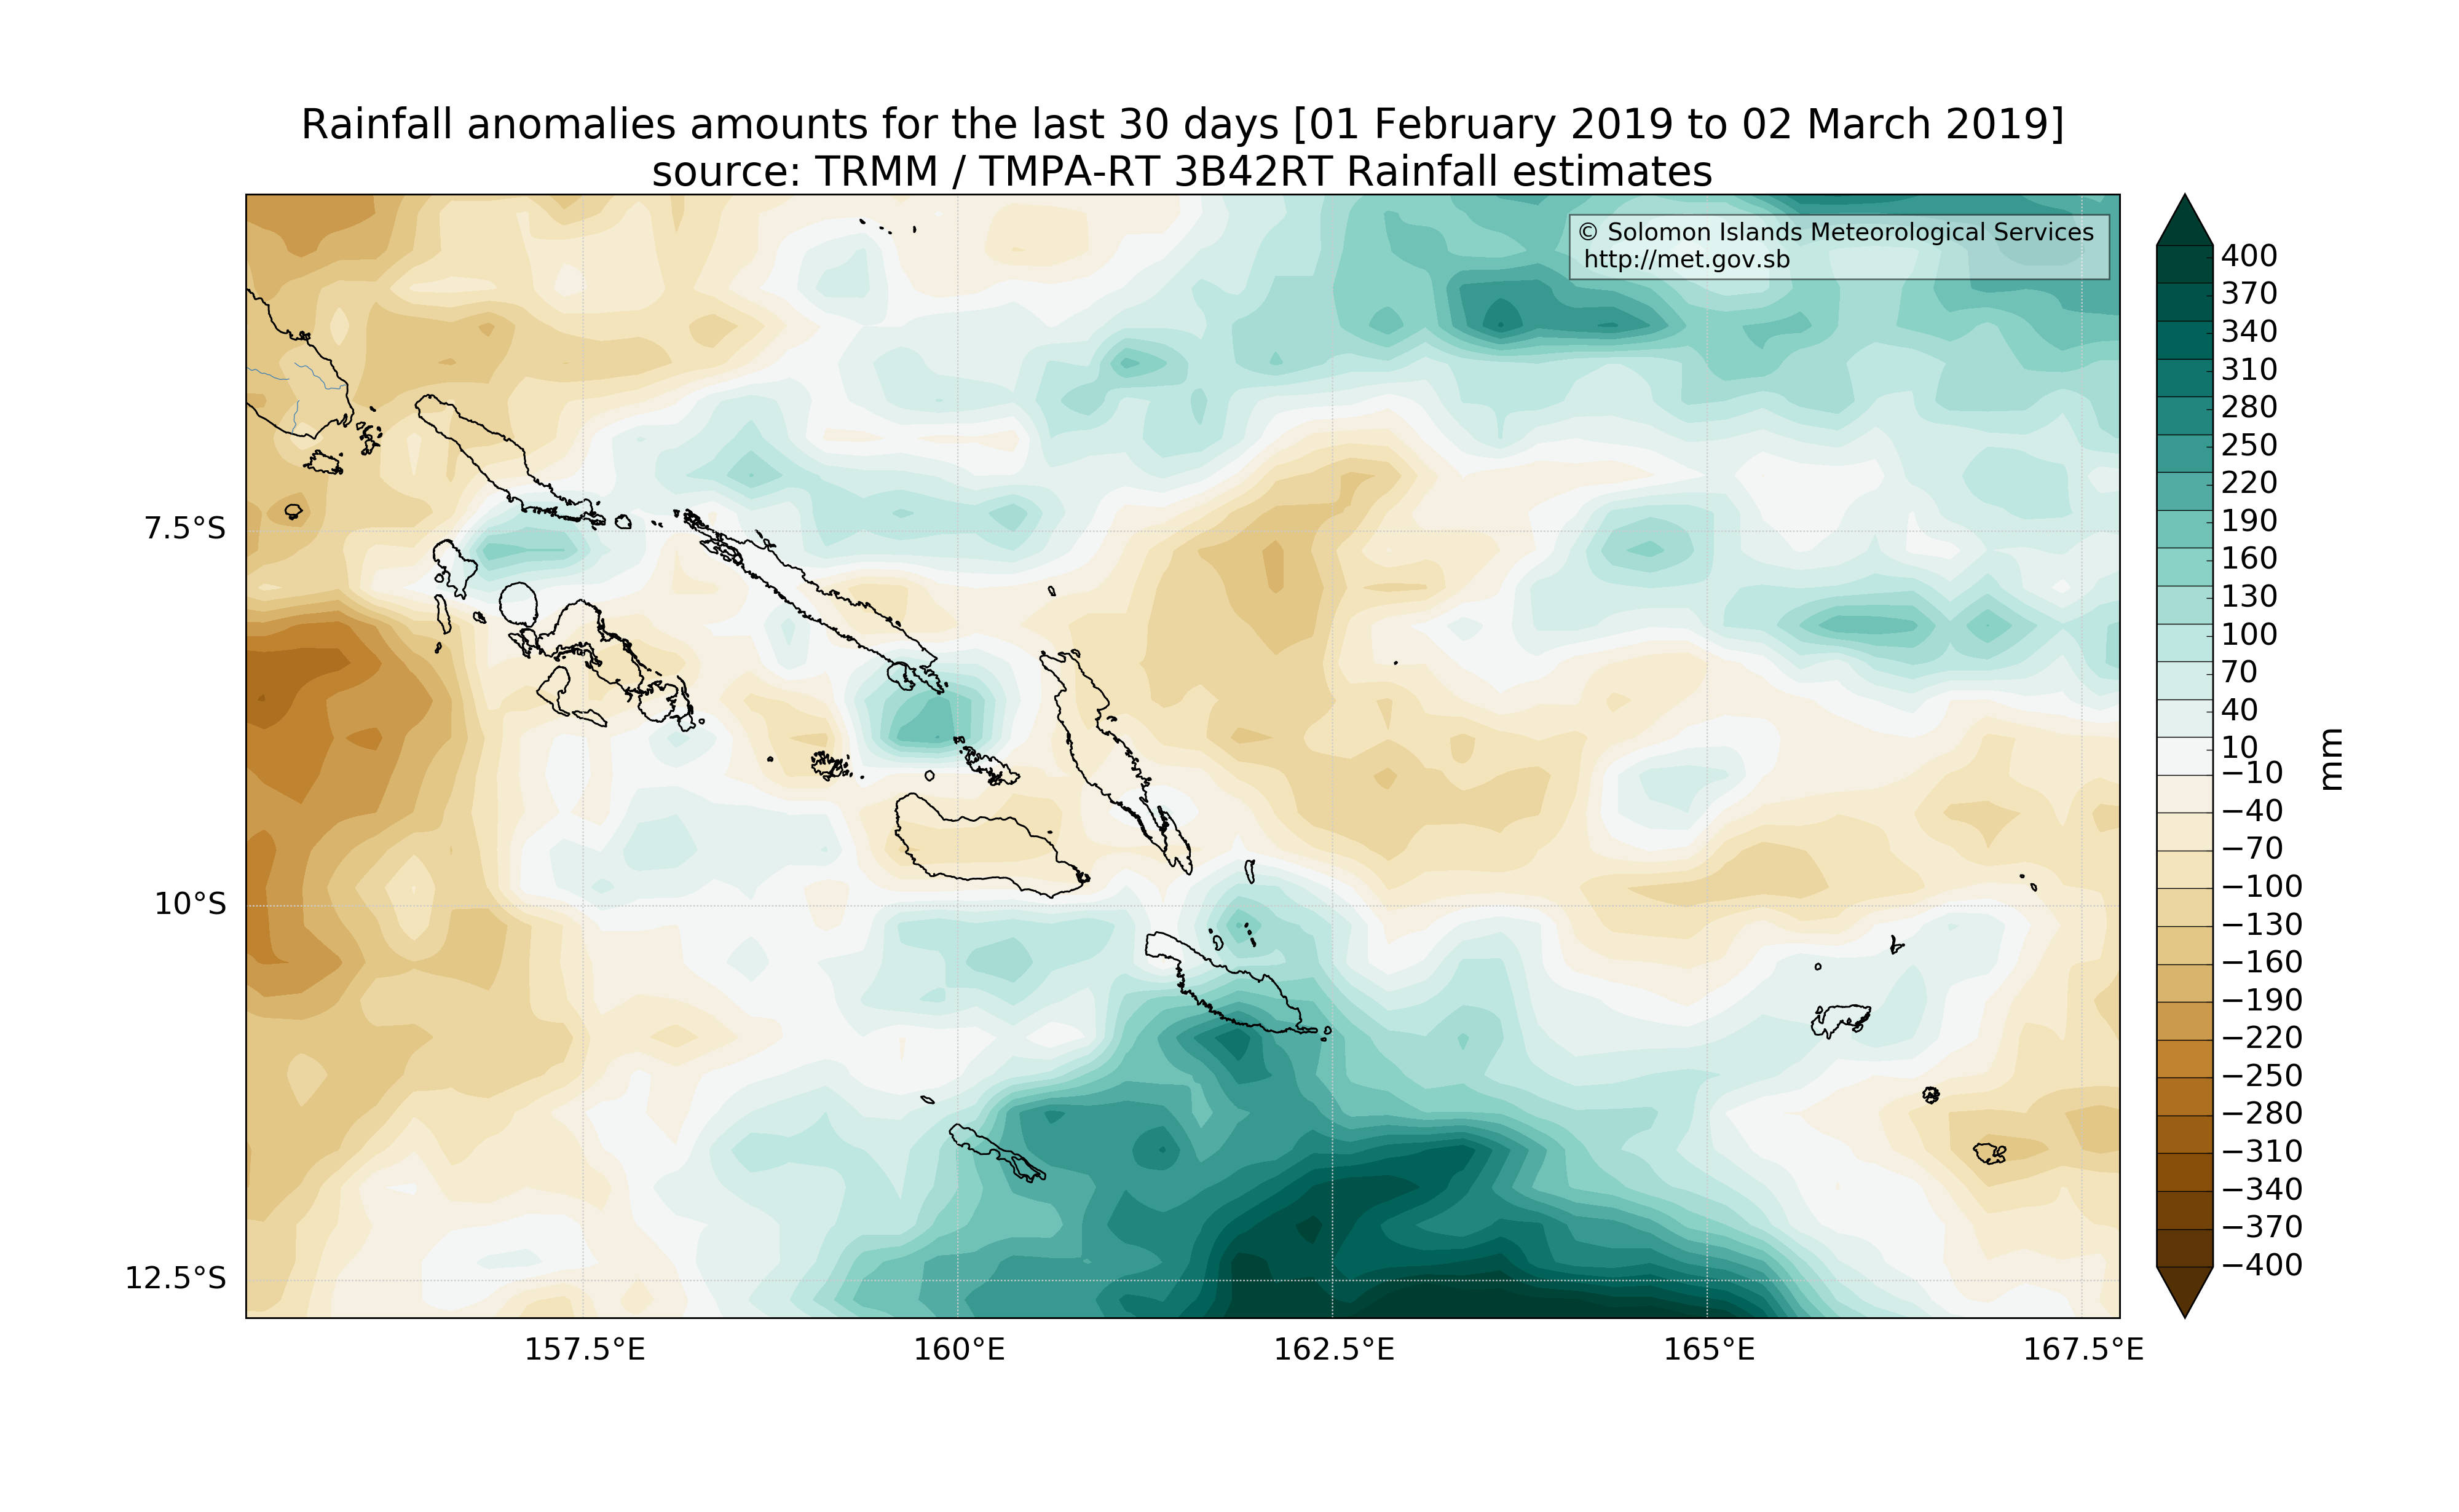 Rainfall anomalies amounts for the last 30 days [01 February 2019 to 02 March 2019]
source: TRMM / TMPA-RT 3B42RT Rainfall estimates
© Solomon Islands Meteorological Services
http://met.gov.sb
7.5°S
10°S
12.5°S
157.5°E
160°E
162.5°E
165°E
167.5°E
400
370
340
310
280
250
220
190
160
130
100
70
40
10
−10
−40
−70
−100
−130
−160
−190
−220
−250
−280
−310
−340
−370
−400
mm